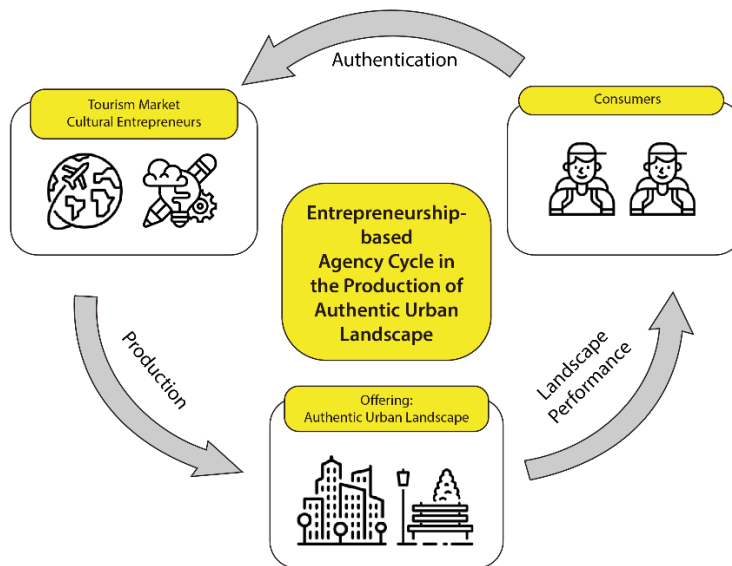 Authentication
Tourism Market
Cultural Entrepreneurs
Consumers
Entrepreneurship-
based
Agency Cycle in
the Production of
Authentic Urban
Landscape
Production
Landscape
Performance
Offering:
Authentic Urban Landscape